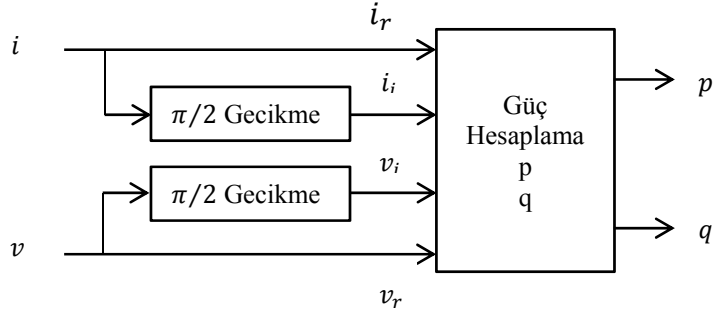 i
i_r
π/2 Gecikme
i_i
Güç
Hesaplama
p
q
p
π/2 Gecikme
v_i
v
v_r
q